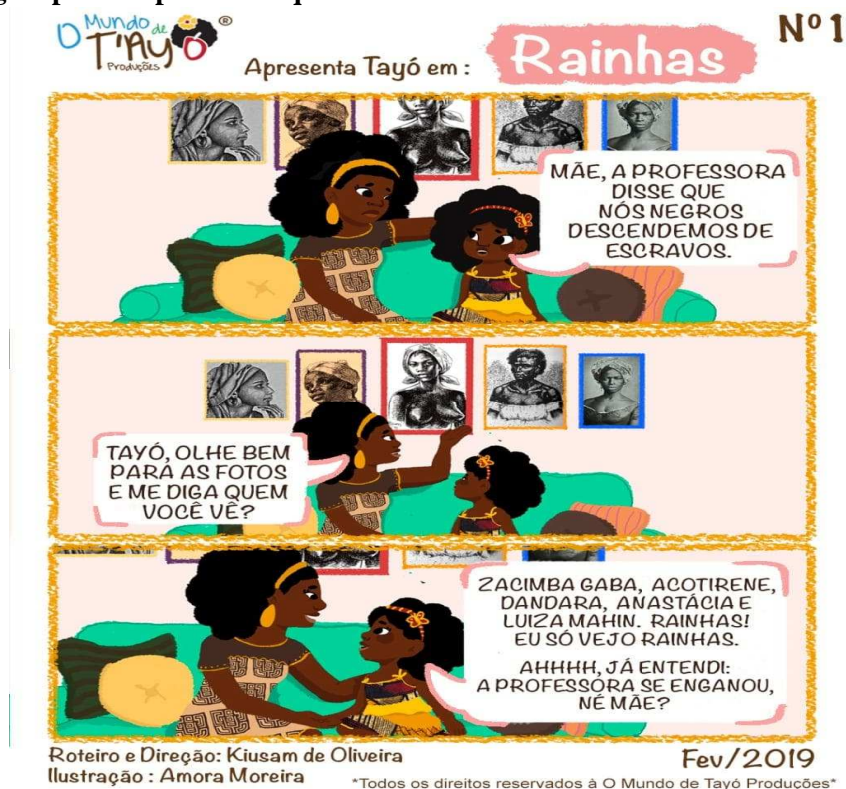 O Mundo de
TAYÓ®
Produções
Apresenta Tayó em :
Rainhas
Nº 1
MÃE, A PROFESSORA
DISSE QUE
NÓS NEGROS
DESCENDEMOS DE
ESCRAVOS.
TAYÓ, OLHE BEM
PARA AS FOTOS
E ME DIGA QUEM
VOCÊ VÊ?
ZACIMBA GABA, ACOTIRENE,
DANDARA, ANASTÁCIA E
LUIZA MAHIN. RAINHAS!
EU SÓ VEJO RAINHAS.
AHHHH, JÁ ENTENDI:
A PROFESSORA SE ENGANOU,
NÉ MÃE?
Roteiro e Direção: Kiusam de Oliveira
Ilustração : Amora Moreira
Fev/2019
*Todos os direitos reservados à O Mundo de Tayó Produções*